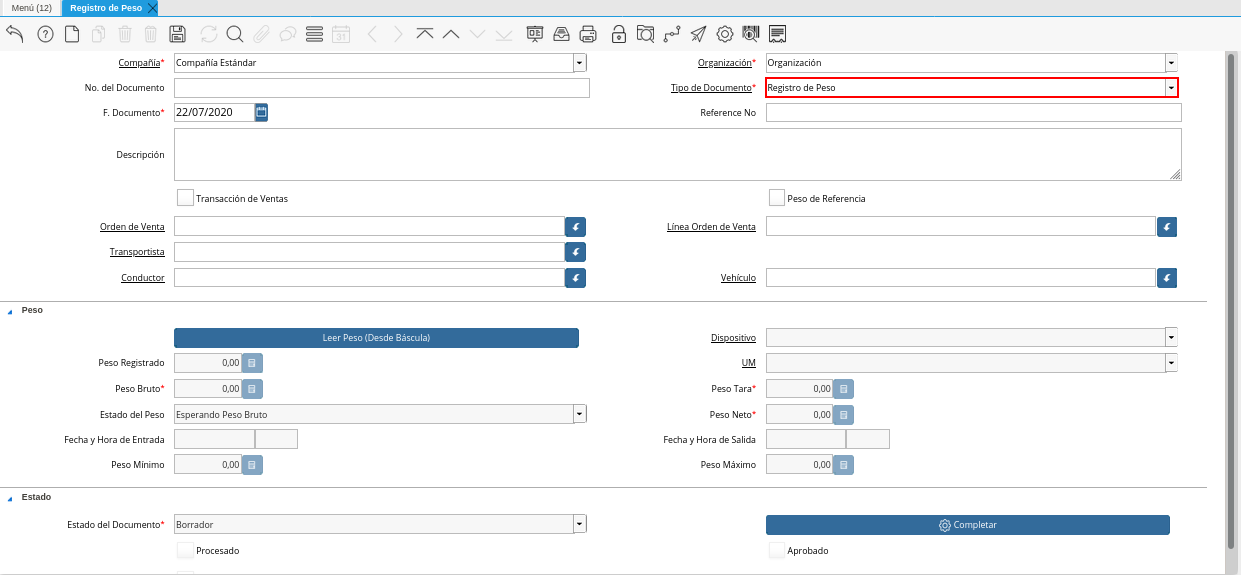 Menú (12) Registro de Peso
31
Compañía* Compañía Estándar Organización* Organización
No. del Documento Tipo de Documento* Registro de Peso
F. Documento* 22/07/2020 Reference No
Descripción
Transacción de Ventas Peso de Referencia
Orden de Venta Línea Orden de Venta
Transportista
Conductor Vehículo
Peso
Leer Peso (Desde Báscula) Dispositivo
Peso Registrado 0,00 UM
Peso Bruto* 0,00 Peso Tara* 0,00
Estado del Peso Esperando Peso Bruto Peso Neto* 0,00
Fecha y Hora de Entrada Fecha y Hora de Salida
Peso Mínimo 0,00 Peso Máximo 0,00
Estado
Estado del Documento* Borrador Completar
Procesado Aprobado